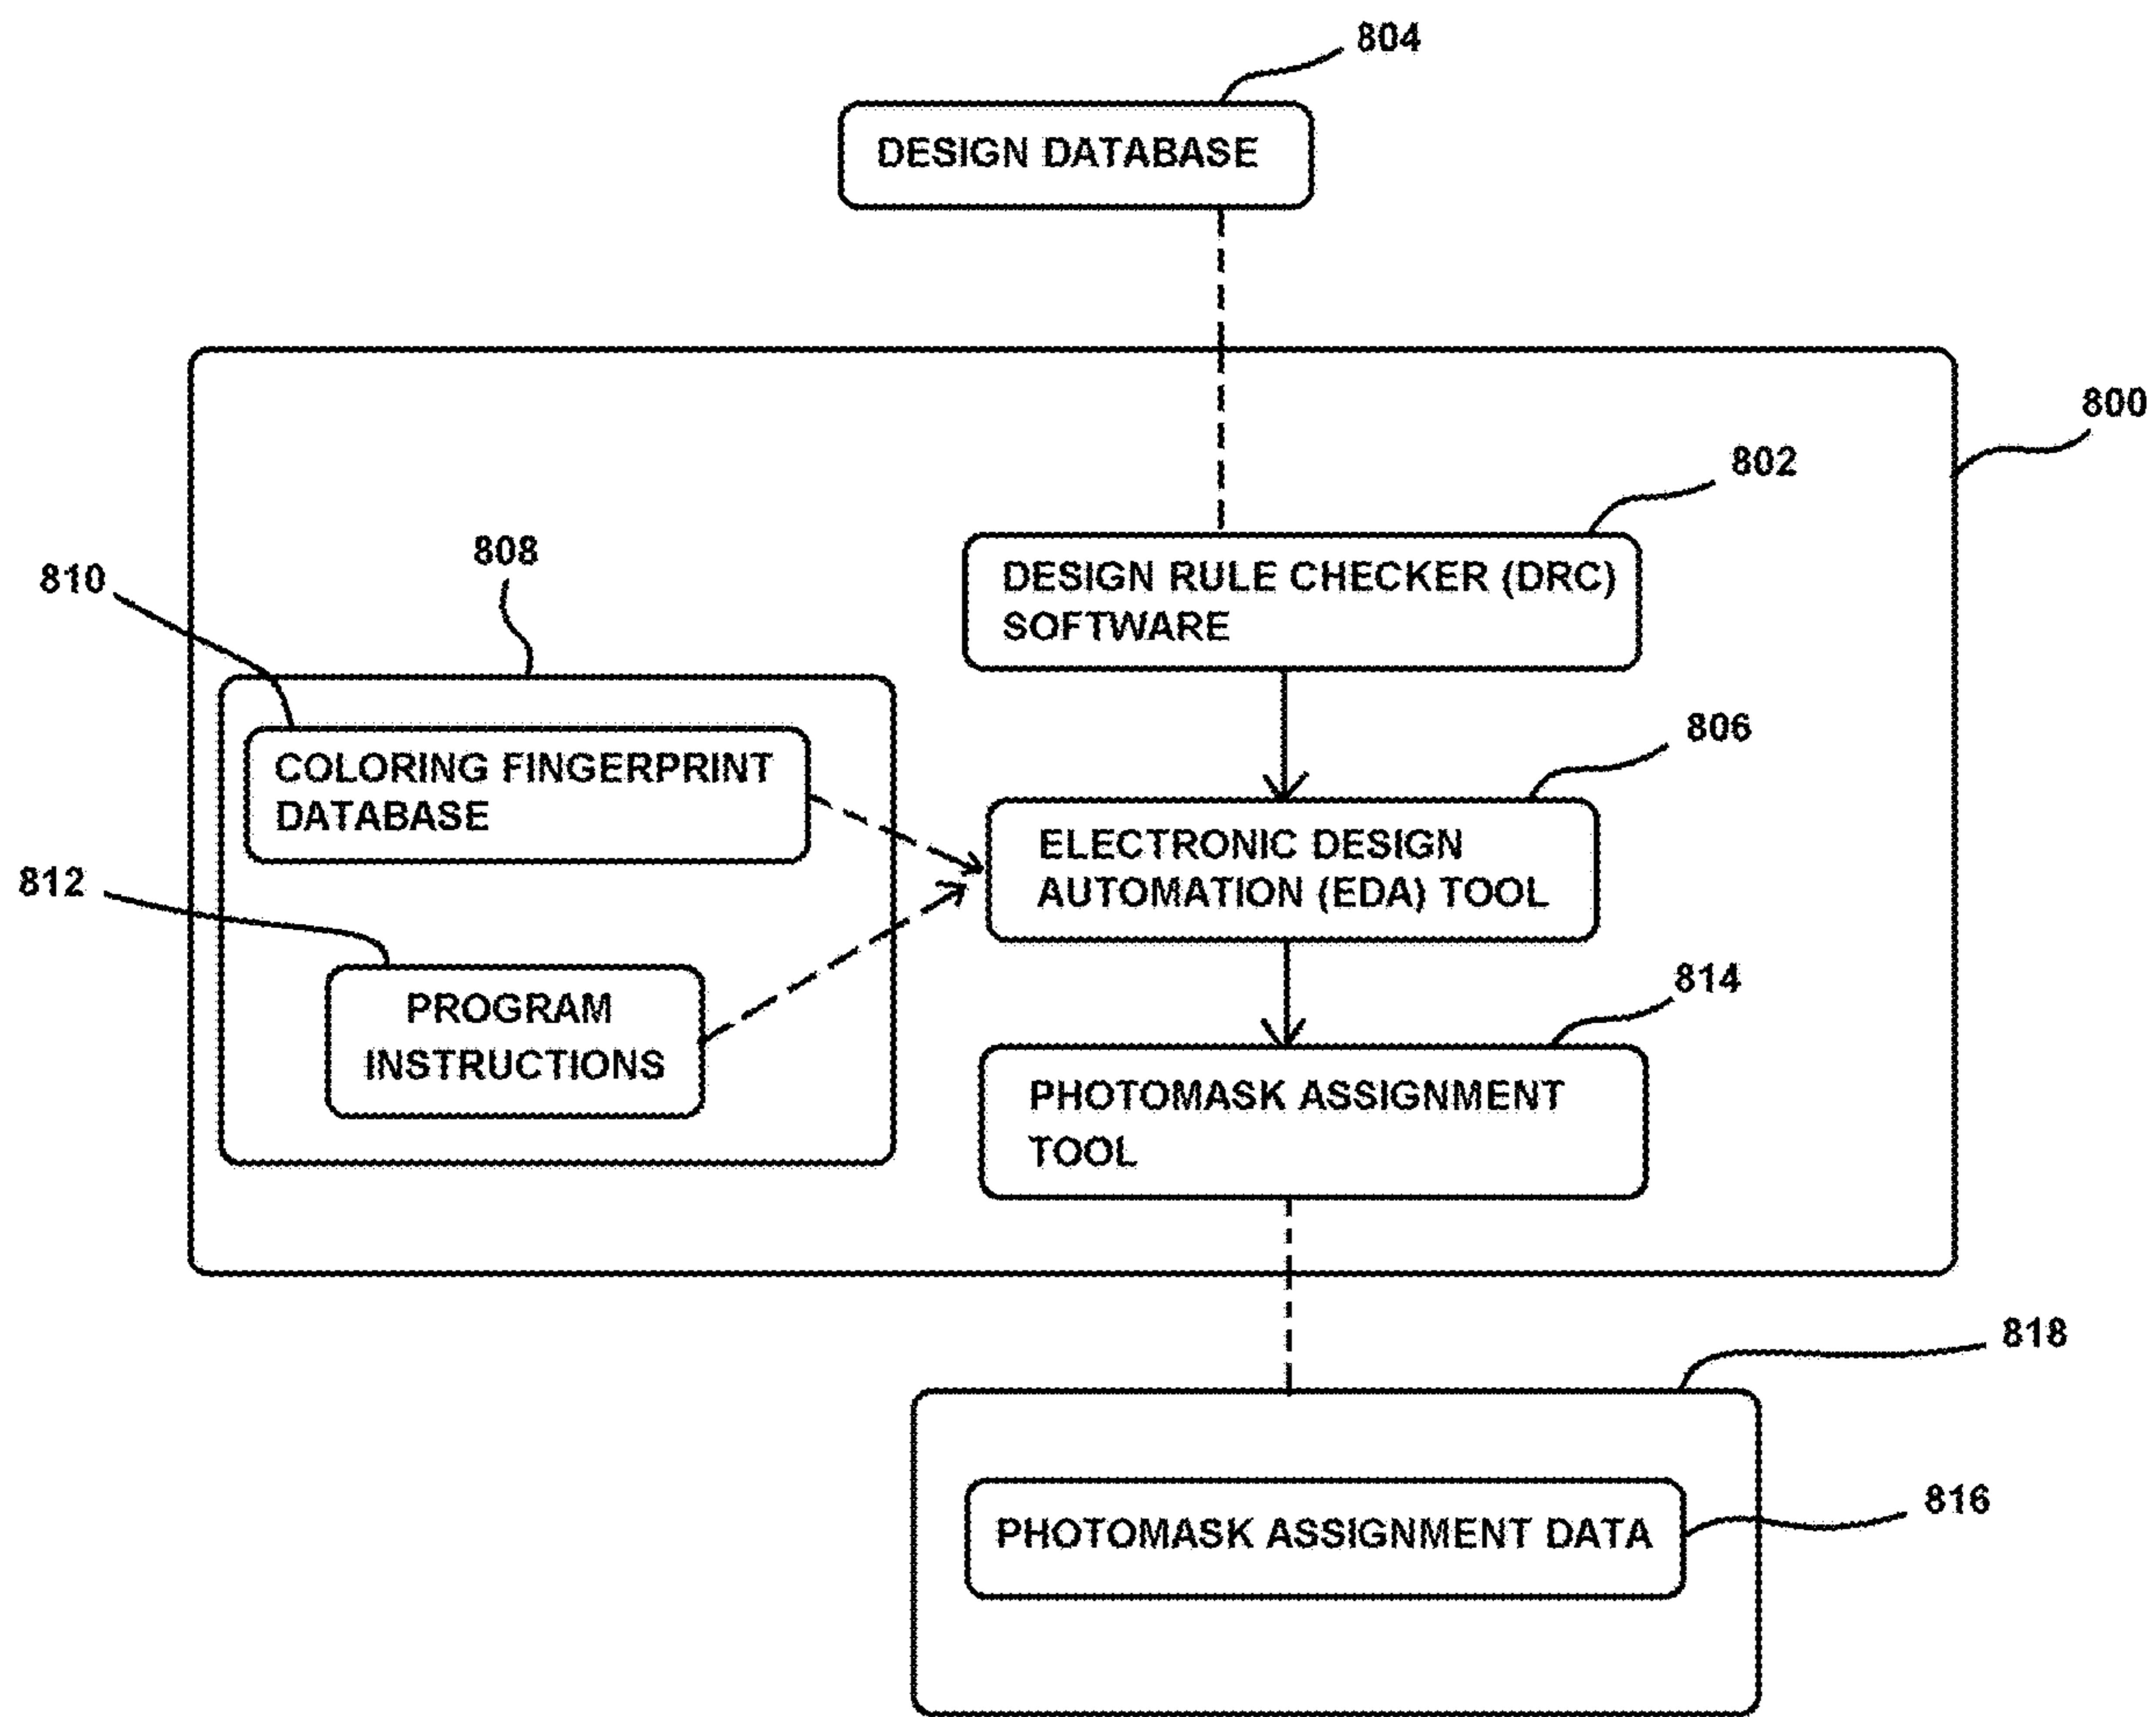 804
DESIGN DATABASE
800
802
DESIGN RULE CHECKER (DRC)
SOFTWARE
808
810
COLORING FINGERPRINT
DATABASE
806
ELECTRONIC DESIGN
AUTOMATION (EDA) TOOL
812
PROGRAM
INSTRUCTIONS
814
PHOTOMASK ASSIGNMENT
TOOL
818
816
PHOTOMASK ASSIGNMENT DATA